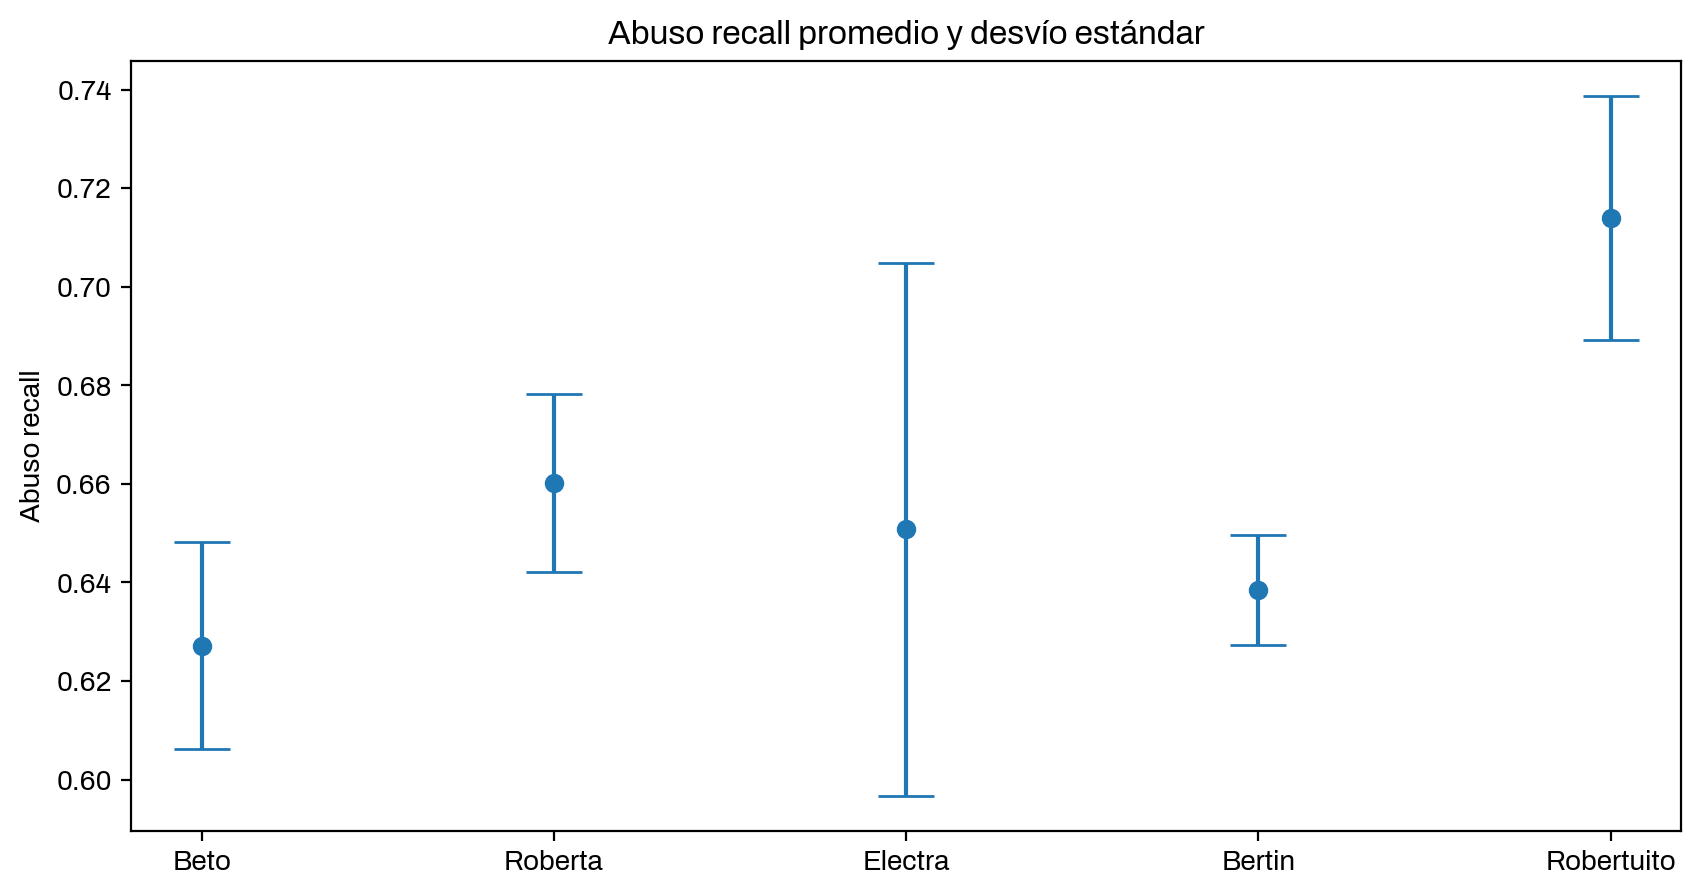 Abuso recall promedio y desvío estándar
Abuso recall
0.74
0.72
0.70
0.68
0.66
0.64
0.62
0.60
Beto
Roberta
Electra
Bertin
Robertuito